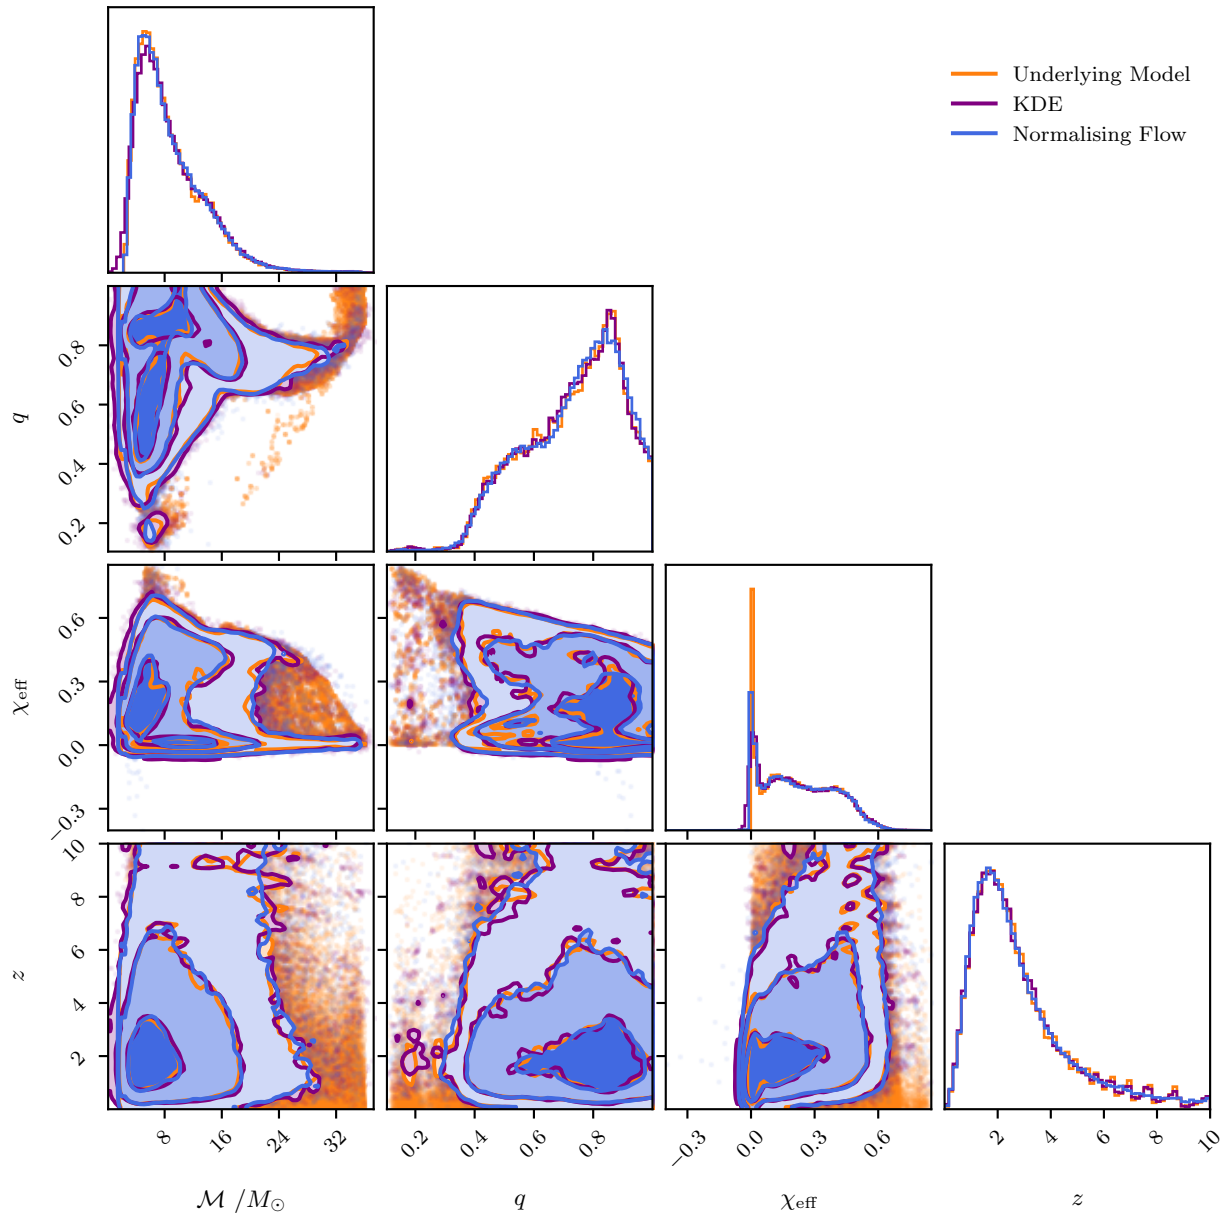 Underlying Model
KDE
Normalising Flow
q
0.8
0.6
0.4
0.2
χeff
0.6
0.3
0.0
−0.3
z
10
8
6
4
2
8 16 24 32
0.2 0.4 0.6 0.8
−0.3 0.0 0.3 0.6
2 4 6 8 10
ℳ /M⊙ q χeff z